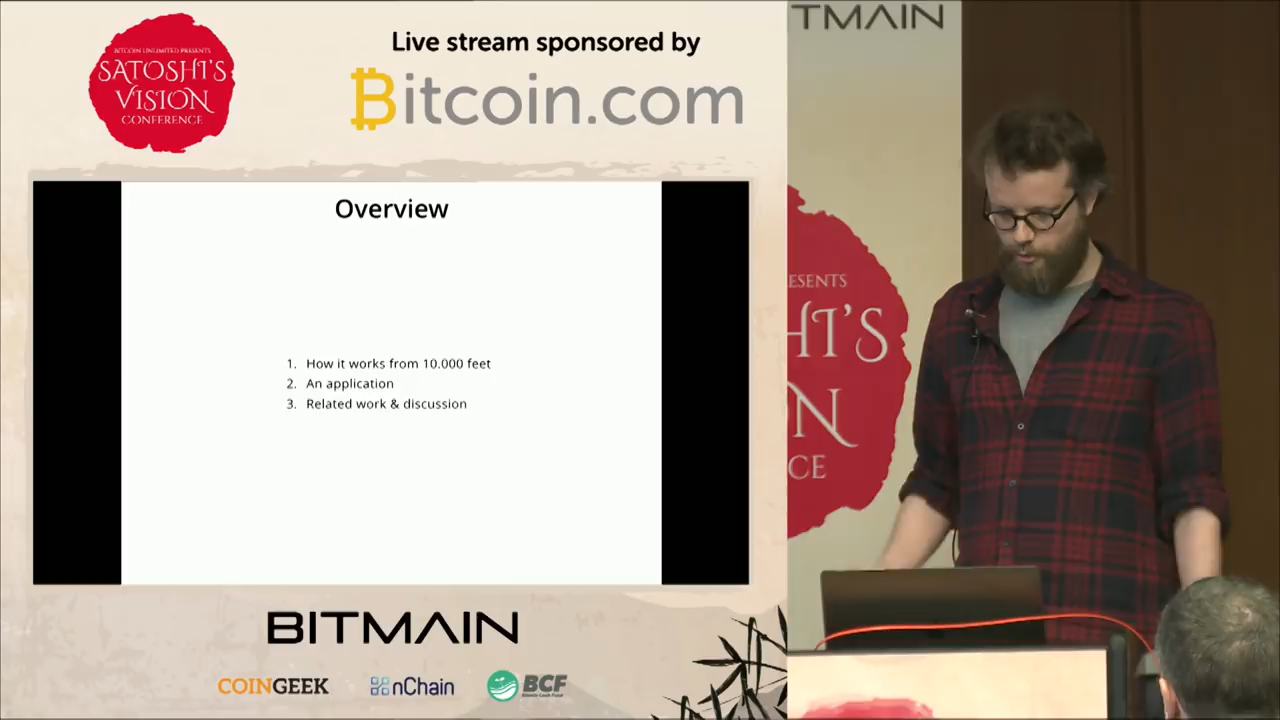 BITCOIN UNLIMITED PRESENTS
SATOSHI'S
VISION
CONFERENCE
Live stream sponsored by
Bitcoin.com
Overview
1. How it works from 10.000 feet
2. An application
3. Related work & discussion
BITMAIN
COINGEEK
nChain
BCF
TMAIN
ESENTS
HI'S
N
CE